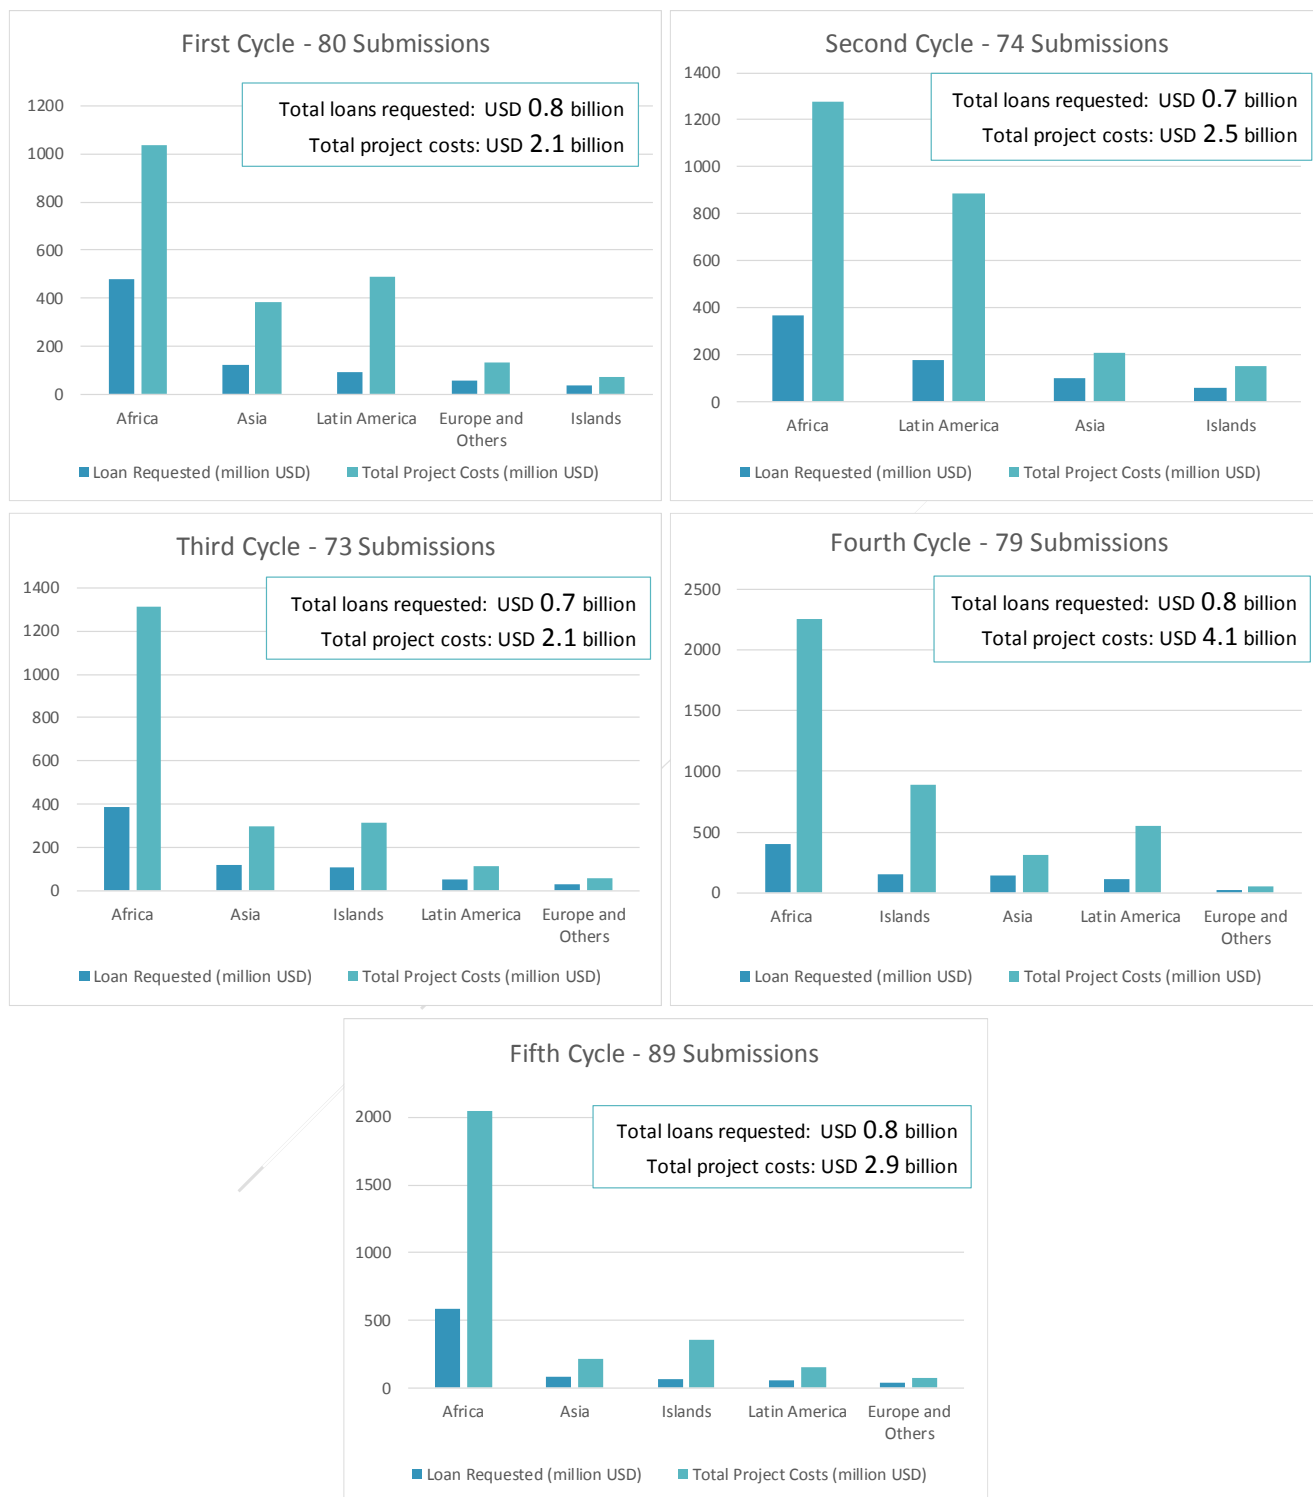 First Cycle - 80 Submissions
Total loans requested: USD 0.8 billion
Total project costs: USD 2.1 billion
1200
1000
800
600
400
200
0
Africa
Asia
Latin America
Europe and
Others
Islands
Loan Requested (million USD)
Total Project Costs (million USD)
Second Cycle - 74 Submissions
Total loans requested: USD 0.7 billion
Total project costs: USD 2.5 billion
1400
1200
1000
800
600
400
200
0
Africa
Latin America
Asia
Islands
Loan Requested (million USD)
Total Project Costs (million USD)
Third Cycle - 73 Submissions
Total loans requested: USD 0.7 billion
Total project costs: USD 2.1 billion
1400
1200
1000
800
600
400
200
0
Africa
Asia
Islands
Latin America
Europe and
Others
Loan Requested (million USD)
Total Project Costs (million USD)
Fourth Cycle - 79 Submissions
Total loans requested: USD 0.8 billion
Total project costs: USD 4.1 billion
2500
2000
1500
1000
500
0
Africa
Islands
Asia
Latin America
Europe and
Others
Loan Requested (million USD)
Total Project Costs (million USD)
Fifth Cycle - 89 Submissions
Total loans requested: USD 0.8 billion
Total project costs: USD 2.9 billion
2000
1500
1000
500
0
Africa
Asia
Islands
Latin America
Europe and
Others
Loan Requested (million USD)
Total Project Costs (million USD)